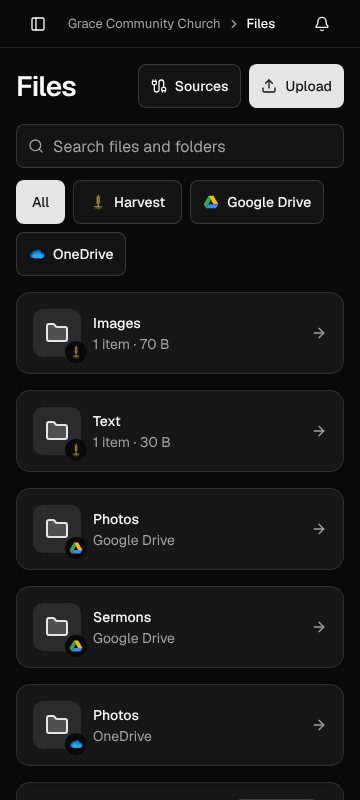 Grace Community Church > Files
Files
Sources
Upload
Search files and folders
All
Harvest
Google Drive
OneDrive
Images
1 item · 70 B
Text
1 item · 30 B
Photos
Google Drive
Sermons
Google Drive
Photos
OneDrive